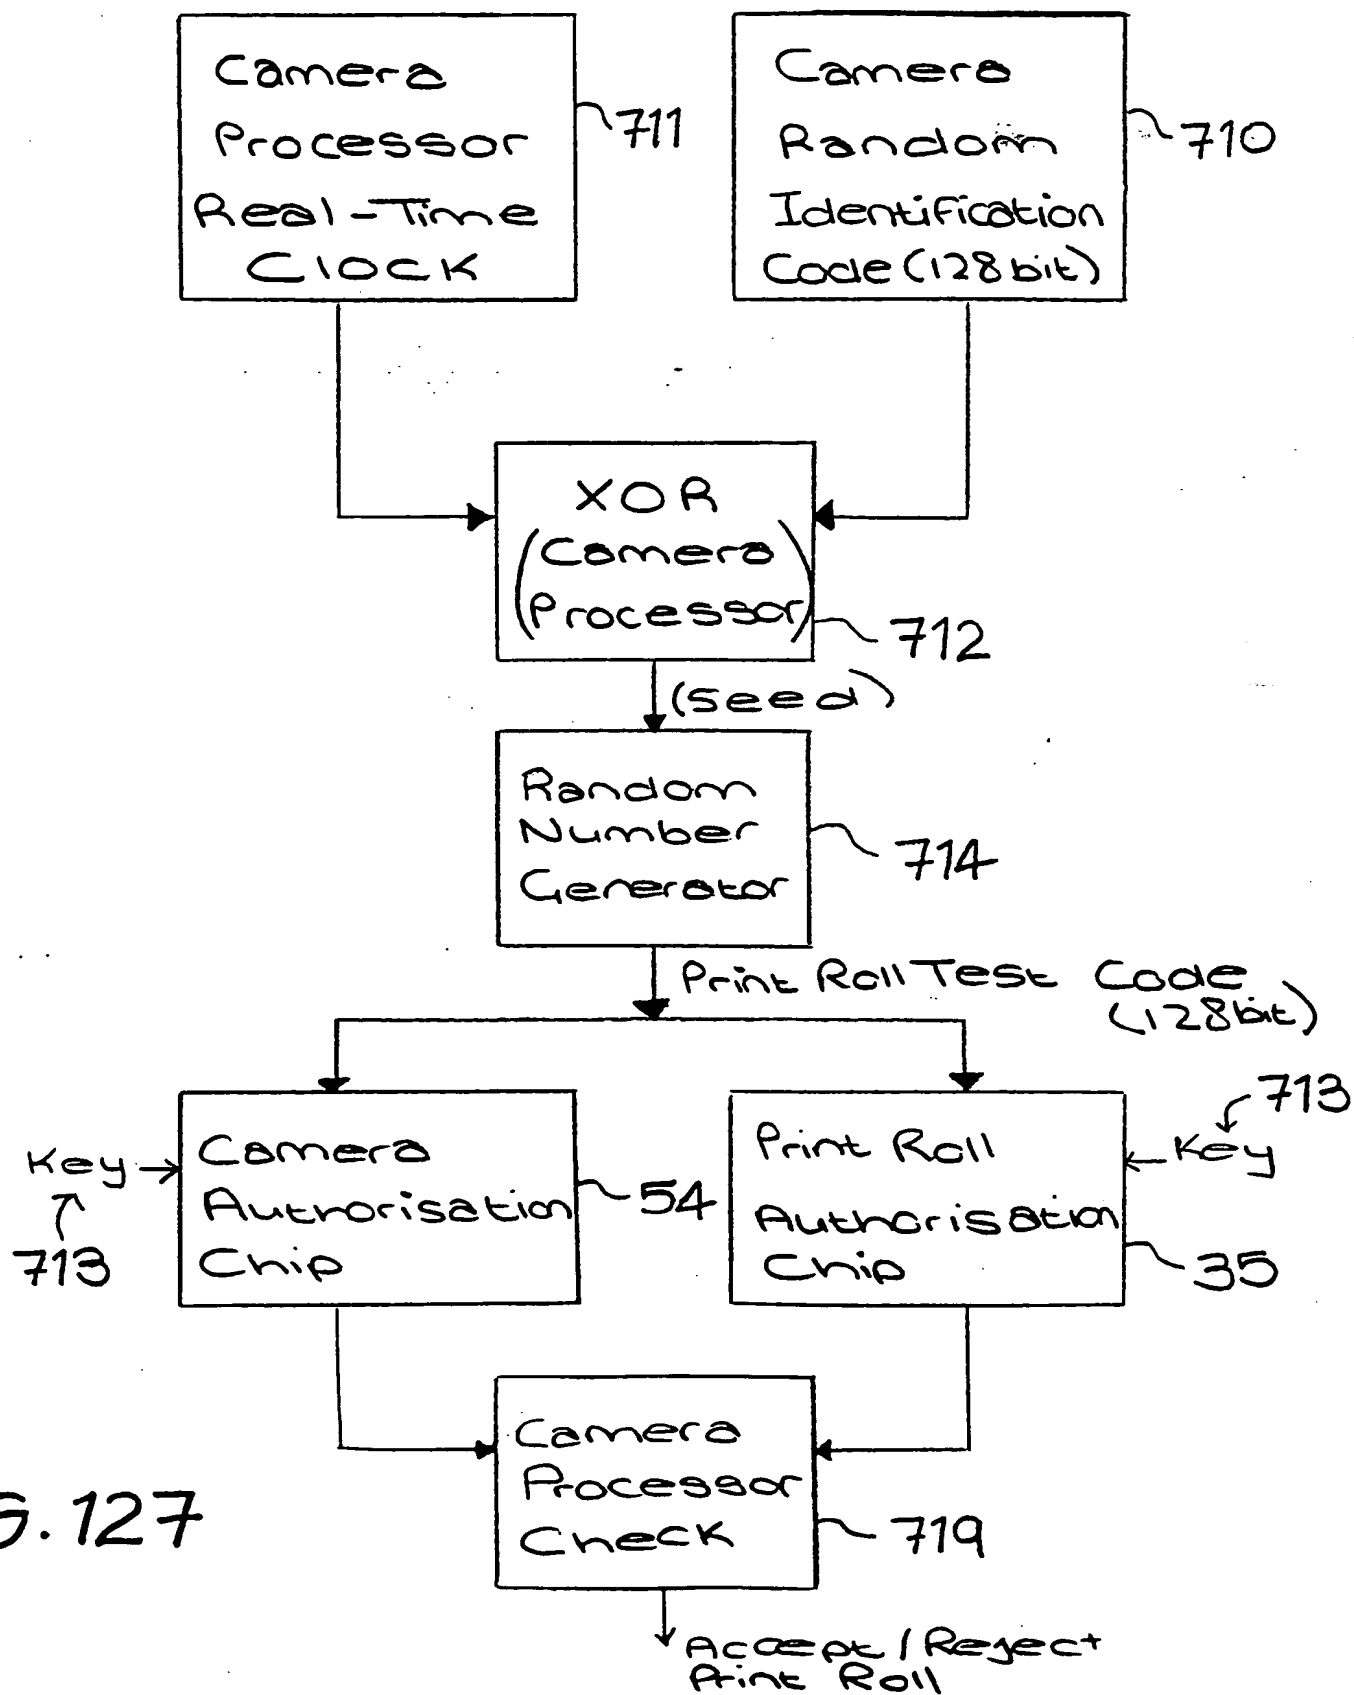 Camera
Processor
Real-Time
Clock
711
Camera
Random
Identification
Code (128 bit)
710
XOR
(Camera
Processor)
712
(Seed)
Random
Number
Generator
714
Print Roll Test Code
(128 bit)
Key
713
Camera
Authorisation
Chip
54
Print Roll
Authorisation
Chip
35
Key
713
Camera
Processor
Check
719
G. 127
Accept / Reject
Print Roll